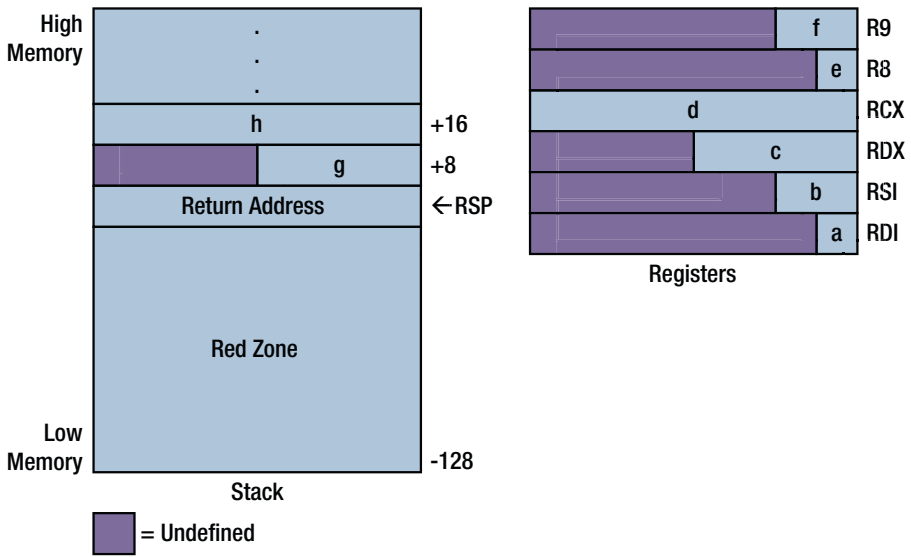 High
Memory
.
.
.
h
+16
g
+8
Return Address
←RSP
Red Zone
Low
Memory
-128
Stack
= Undefined
f
R9
e
R8
d
RCX
c
RDX
b
RSI
a
RDI
Registers